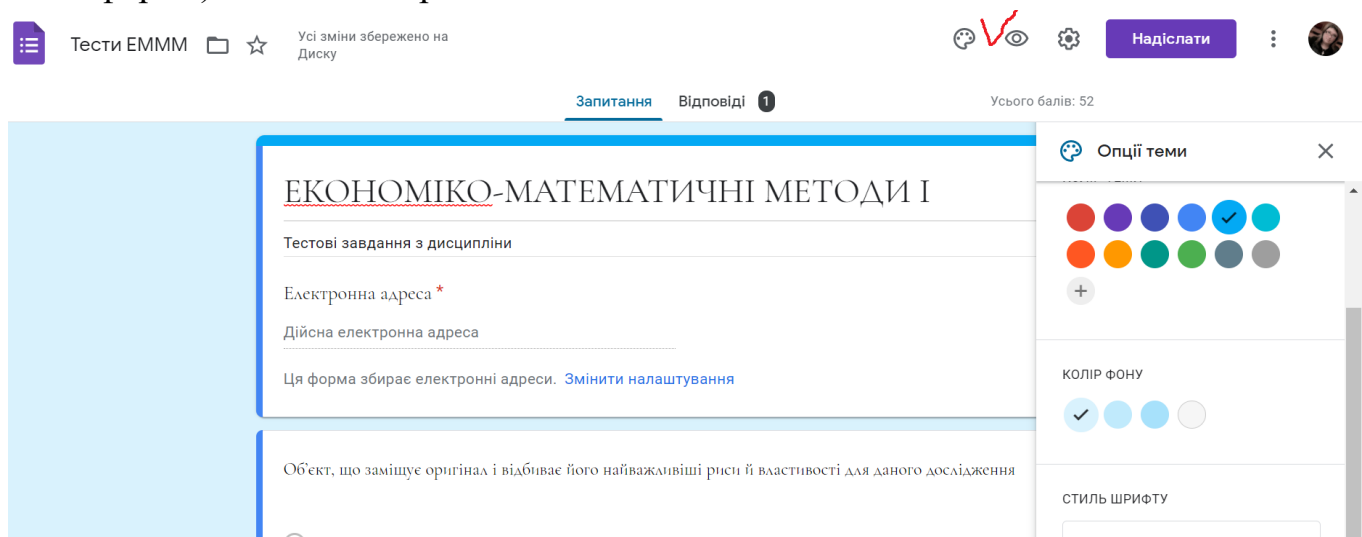 Тести ЕМММ
Усі зміни збережено на
Диску
Надіслати
Запитання
Відповіді 1
Усього балів: 52
Опції теми
ЕКОНОМІКО-МАТЕМАТИЧНІ МЕТОДИ І
Тестові завдання з дисципліни
Електронна адреса *
Дійсна електронна адреса
Ця форма збирає електронні адреси. Змінити налаштування
КОЛІР ФОНУ
Об'єкт, що заміщує оригінал і відбиває його найважливіші риси й властивості для даного дослідження
СТИЛЬ ШРИФТУ